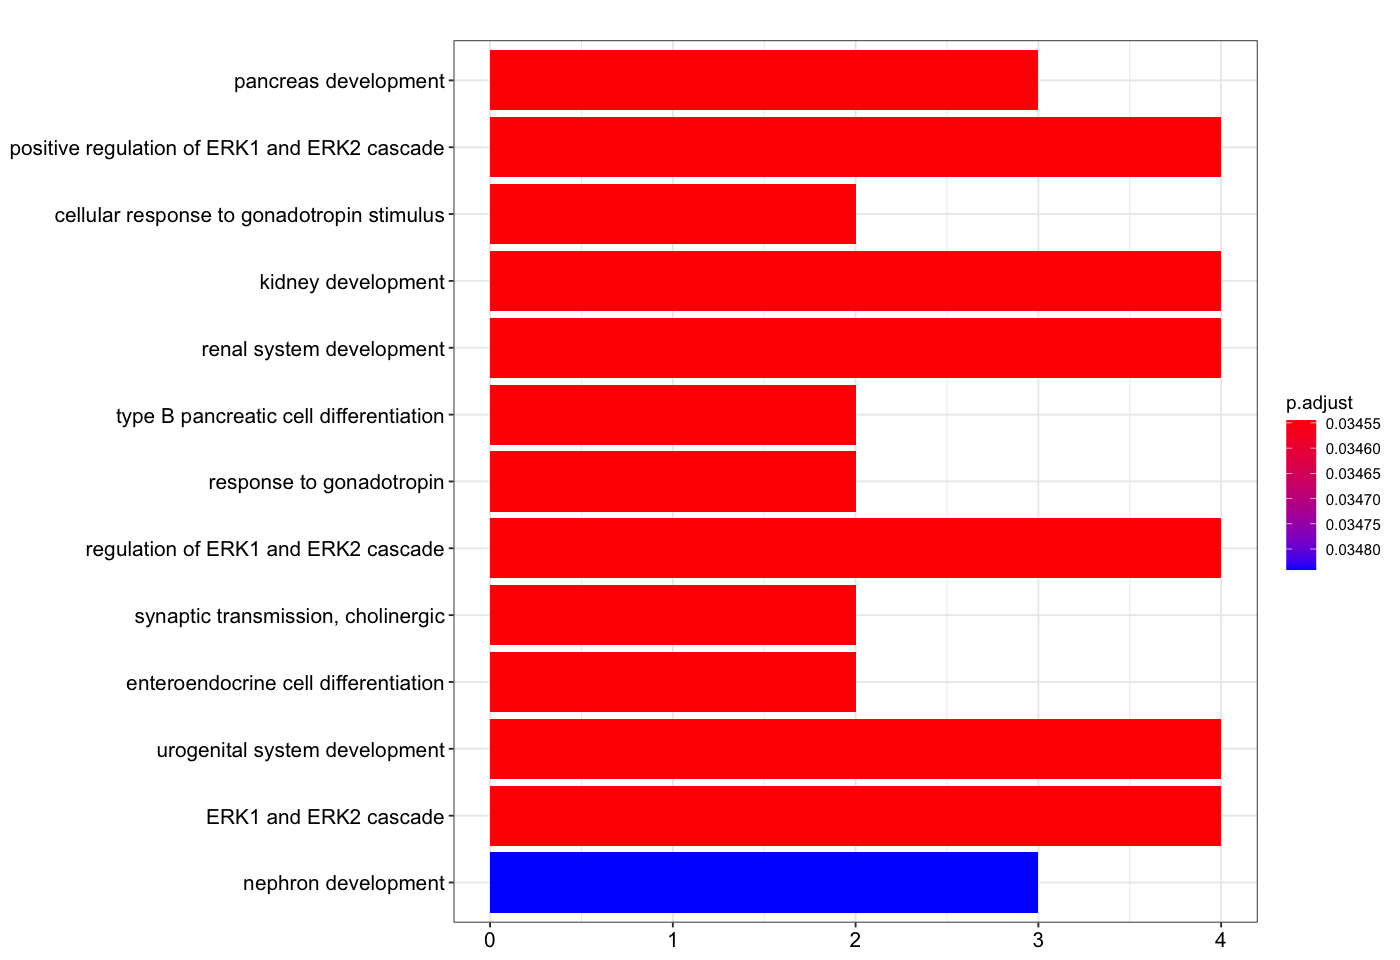 pancreas development
positive regulation of ERK1 and ERK2 cascade
cellular response to gonadotropin stimulus
kidney development
renal system development
type B pancreatic cell differentiation
response to gonadotropin
regulation of ERK1 and ERK2 cascade
synaptic transmission, cholinergic
enteroendocrine cell differentiation
urogenital system development
ERK1 and ERK2 cascade
nephron development
0 1 2 3 4
p.adjust
0.03455
0.03460
0.03465
0.03470
0.03475
0.03480